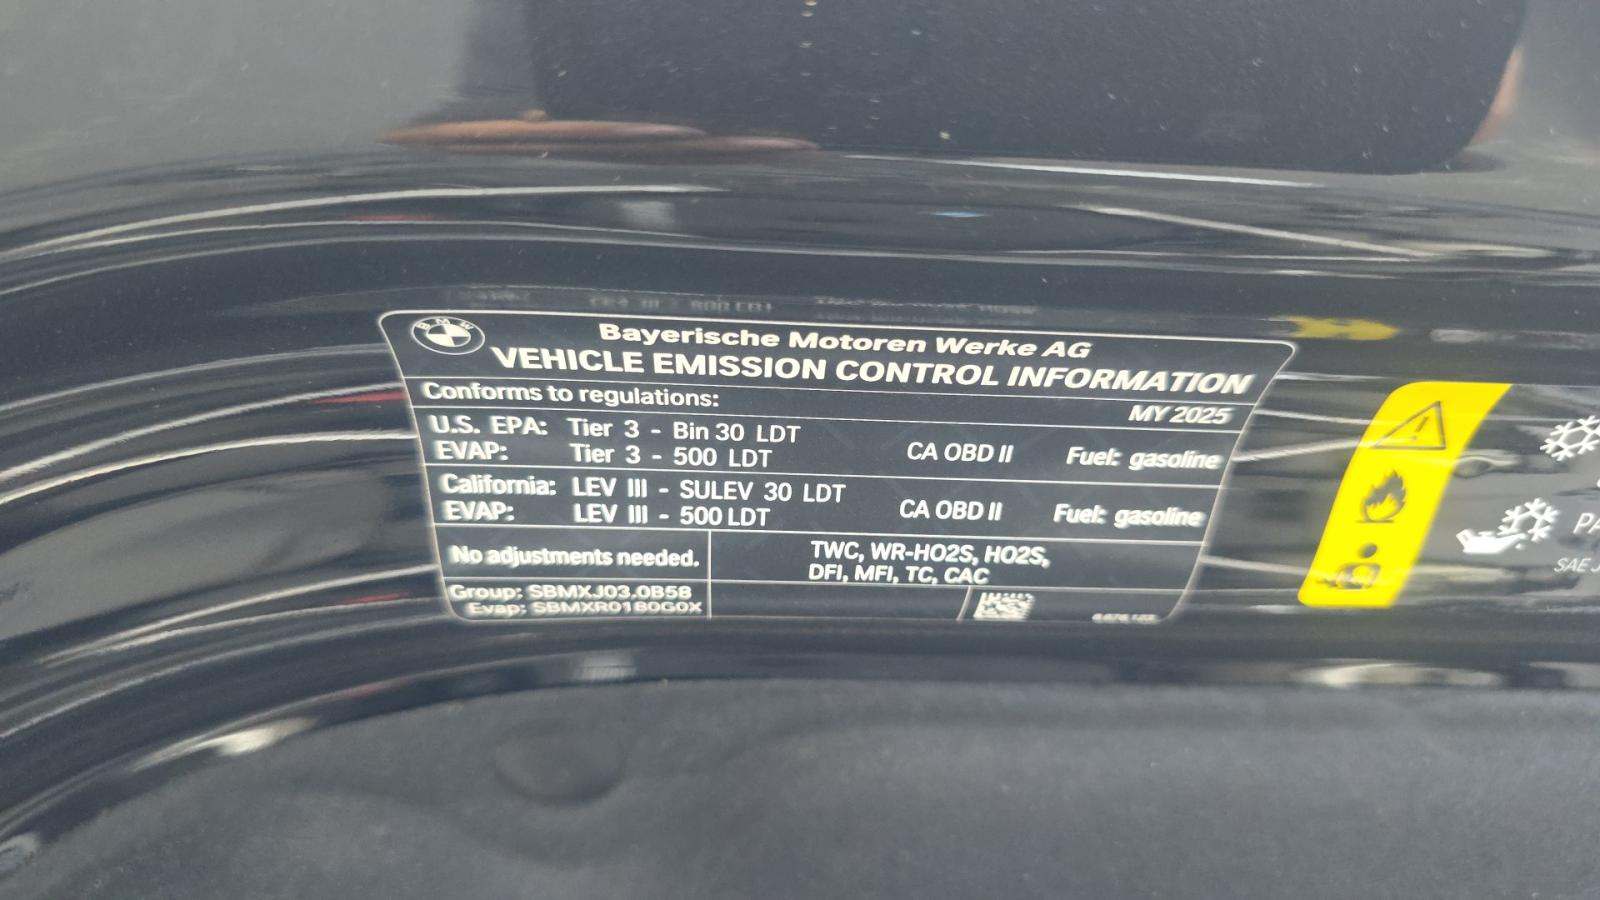 BMW
Bayerische Motoren Werke AG
VEHICLE EMISSION CONTROL INFORMATION
Conforms to regulations:
MY 2025
U.S. EPA: Tier 3 - Bin 30 LDT
EVAP: Tier 3 - 500 LDT
CA OBD II
Fuel: gasoline
California: LEV III - SULEV 30 LDT
EVAP: LEV III - 500 LDT
CA OBD II
Fuel: gasoline
No adjustments needed.
TWC, WR-HO2S, HO2S,
DFI, MFI, TC, CAC
Group: SBMXJ03.0B58
Evap: SBMXR0180G0X
PA
SAE J